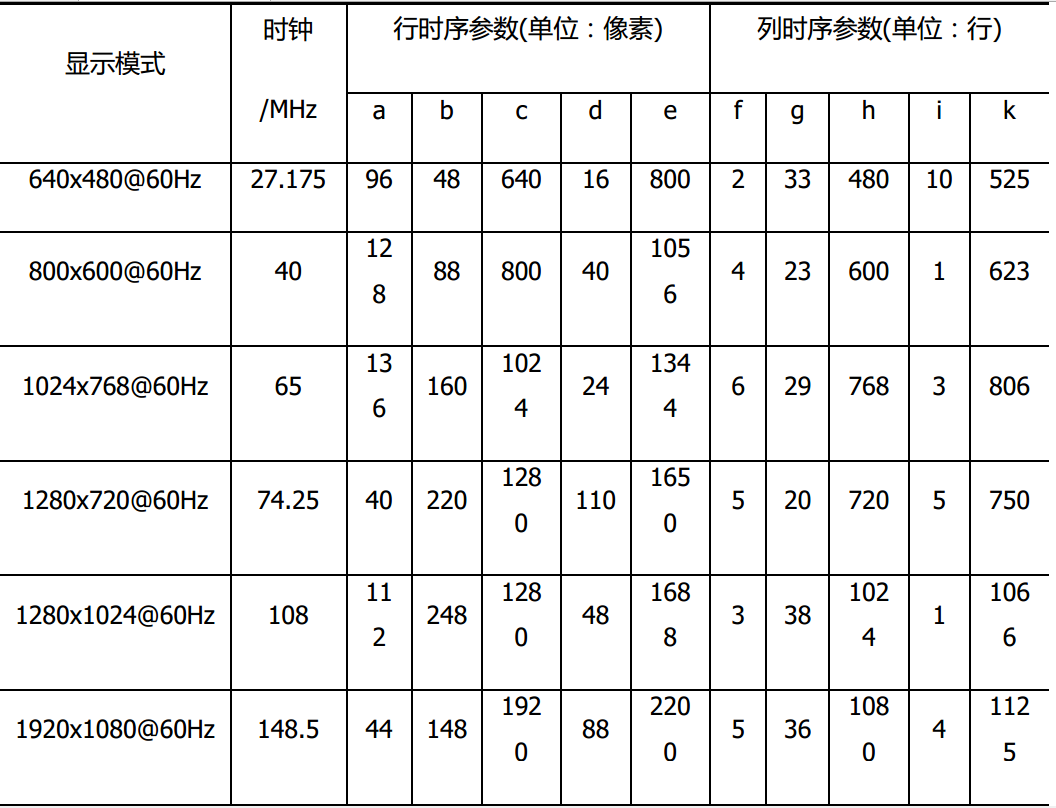 显示模式 时钟 /MHz 行时序参数(单位：像素) 列时序参数(单位：行)
a b c d e f g h i k
640x480@60Hz 27.175 96 48 640 16 800 2 33 480 10 525
800x600@60Hz 40 128 88 800 40 1056 4 23 600 1 623
1024x768@60Hz 65 136 160 1024 24 1344 6 29 768 3 806
1280x720@60Hz 74.25 40 220 1280 110 1650 5 20 720 5 750
1280x1024@60Hz 108 112 248 1280 48 1688 3 38 1024 1 1066
1920x1080@60Hz 148.5 44 148 1920 88 2200 5 36 1080 4 1125